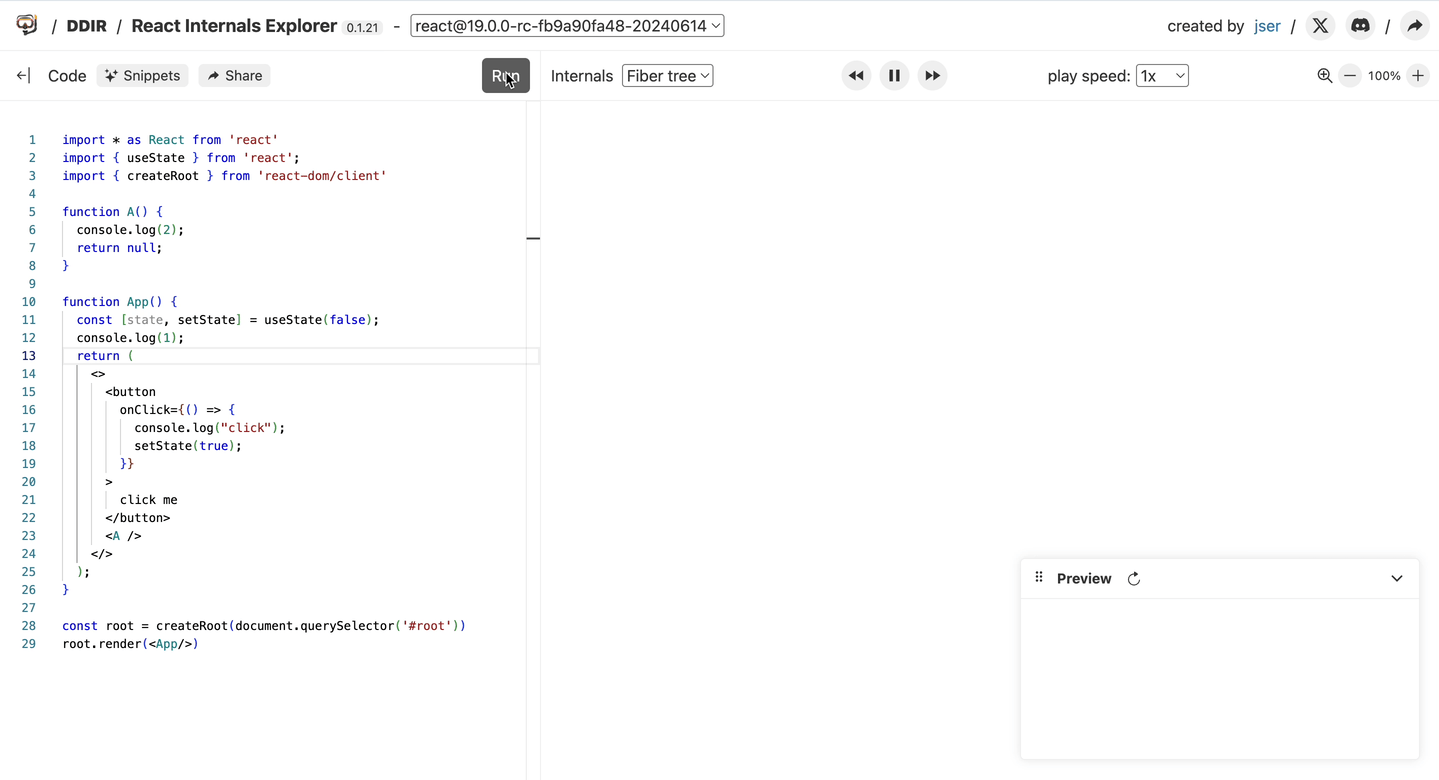 / DDIR / React Internals Explorer 0.1.21 - react@19.0.0-rc-fb9a90fa48-20240614 created by jser / X /
Code Snippets Share Run Internals Fiber tree play speed: 1x 100%
1 import * as React from 'react'
2 import { useState } from 'react';
3 import { createRoot } from 'react-dom/client'
4
5 function A() {
6 console.log(2);
7 return null;
8 }
9
10 function App() {
11 const [state, setState] = useState(false);
12 console.log(1);
13 return (
14 <>
15 <button
16 onClick={() => {
17 console.log("click");
18 setState(true);
19 }}
20 >
21 click me
22 </button>
23 <A />
24 </>
25 );
26 }
27
28 const root = createRoot(document.querySelector('#root'))
29 root.render(<App/>)
Preview